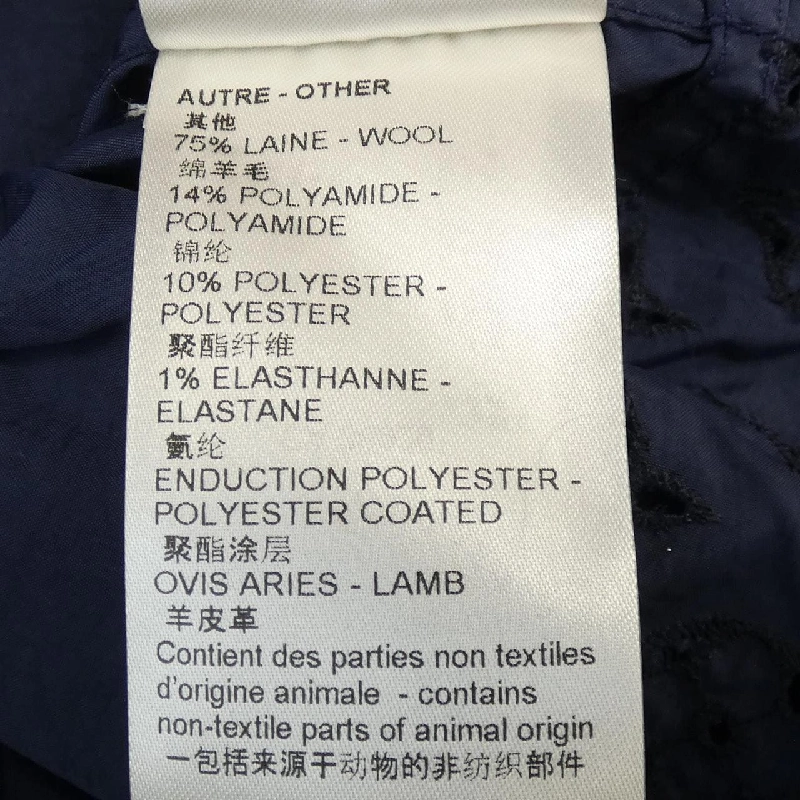 AUTRE - OTHER
其他
75% LAINE - WOOL
绵羊毛
14% POLYAMIDE -
POLYAMIDE
锦纶
10% POLYESTER -
POLYESTER
聚酯纤维
1% ELASTHANNE -
ELASTANE
氨纶
ENDUCTION POLYESTER -
POLYESTER COATED
聚酯涂层
OVIS ARIES - LAMB
羊皮革
Contient des parties non textiles
d'origine animale - contains
non-textile parts of animal origin
一包括来源于动物的非纺织部件